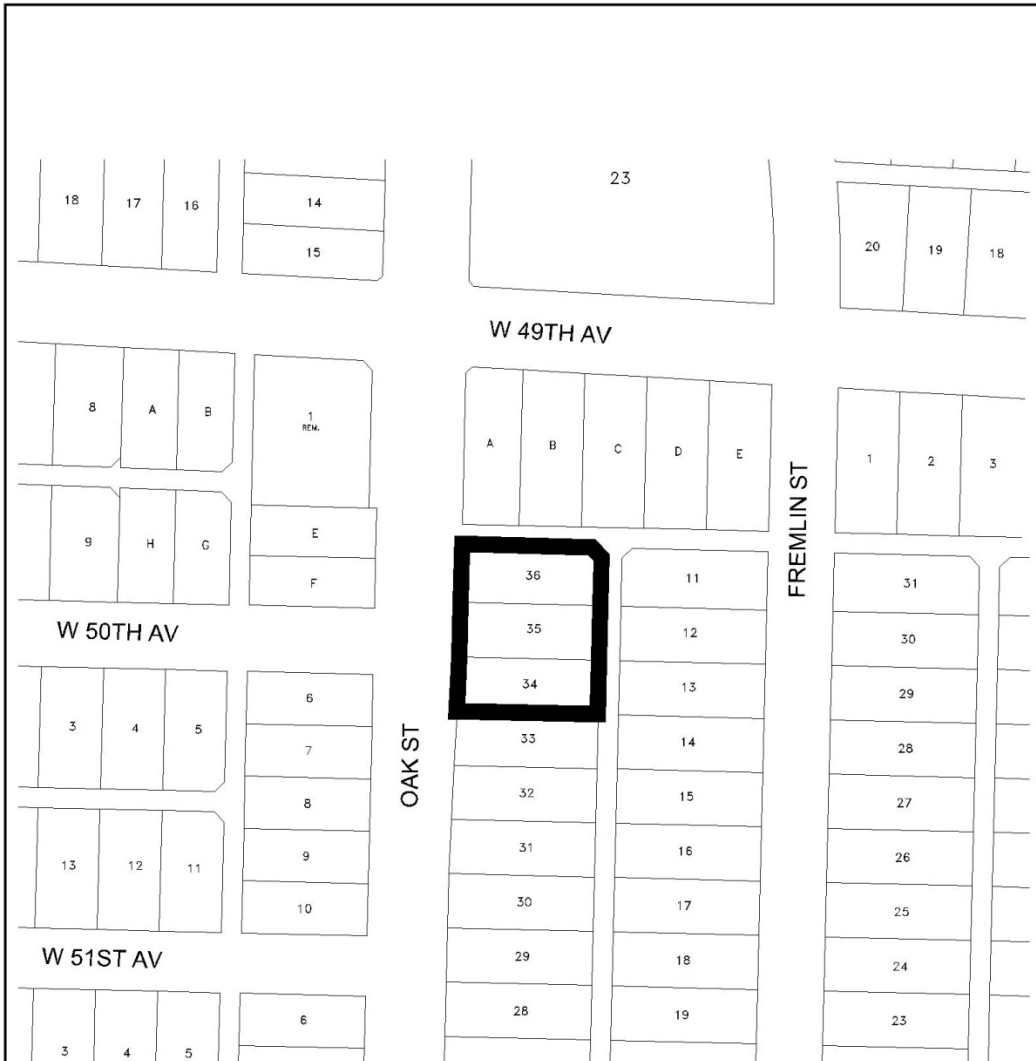 23
18 17 16
14
15
20 19 18
W 49TH AV
8 A B
1
REM.
A B C D E
1 2 3
FREMLIN ST
9 H G
E
F
36
35
34
11
12
13
31
30
29
W 50TH AV
3 4 5
6
7
8
9
10
OAK ST
33
32
31
30
29
28
14
15
16
17
18
19
28
27
26
25
24
23
13 12 11
W 51ST AV
3 4 5
6